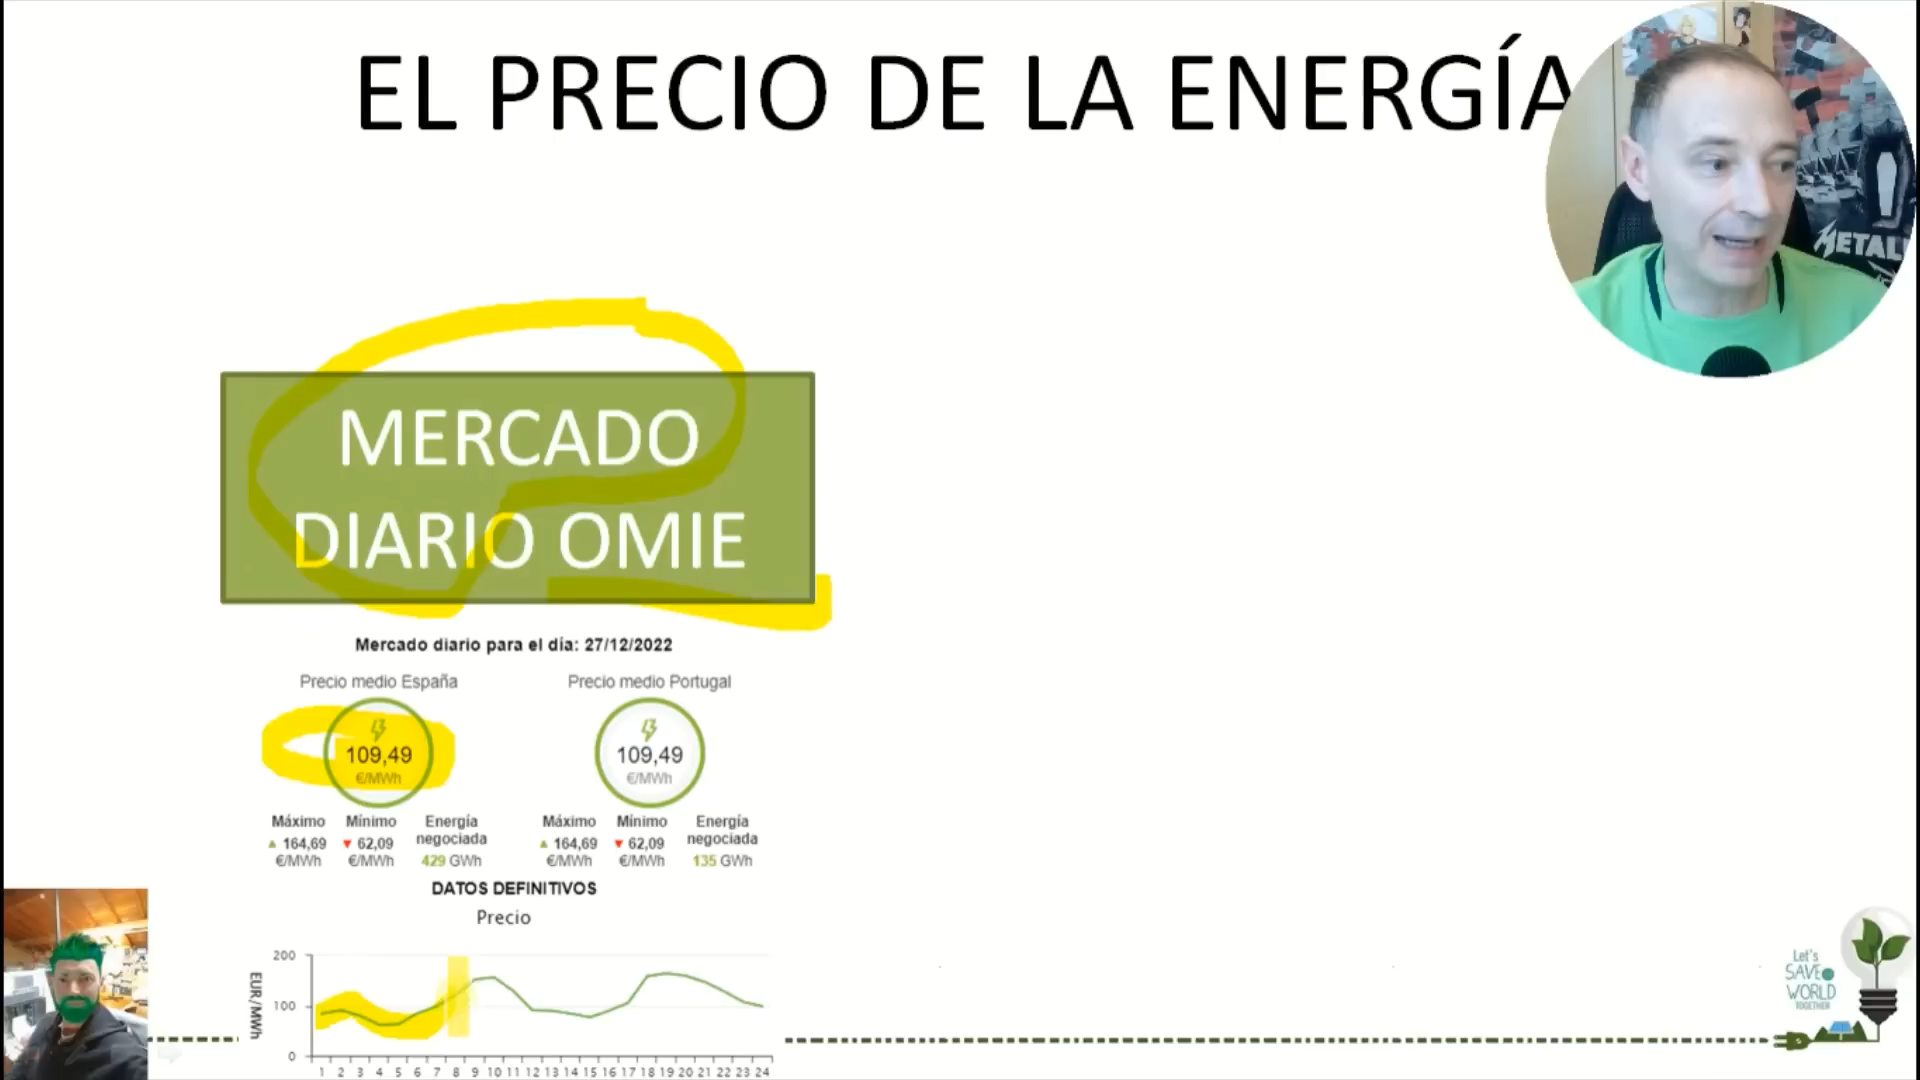 EL PRECIO DE LA ENERGÍA
METAL
MERCADO
DIARIO OMIE
Mercado diario para el día: 27/12/2022
Precio medio España
Precio medio Portugal
109,49
€/MWh
109,49
€/MWh
Máximo Mínimo Energía negociada
▲ 164,69 €/MWh ▼ 62,09 €/MWh 429 GWh
Máximo Mínimo Energía negociada
▲ 164,69 €/MWh ▼ 62,09 €/MWh 135 GWh
DATOS DEFINITIVOS
Precio
EUR/MWh
200
100
0
1 2 3 4 5 6 7 8 9 10 11 12 13 14 15 16 17 18 19 20 21 22 23 24
Let's
SAVE
WORLD
TOGETHER